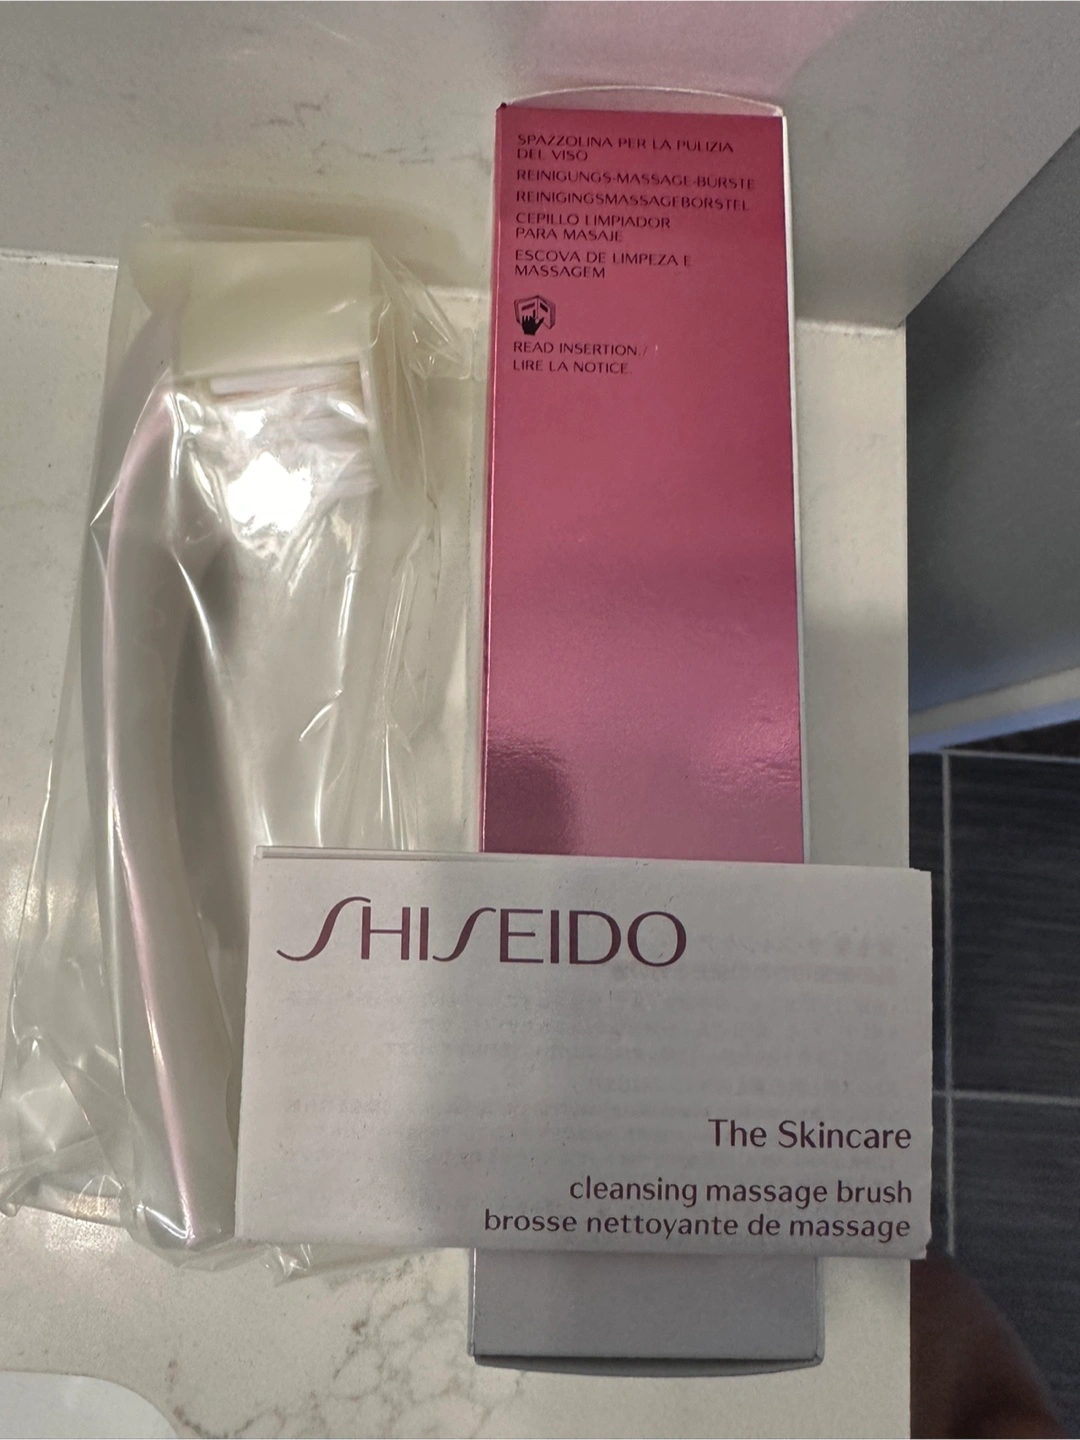 SPAZZOLINA PER LA PULIZIA
DEL VISO
REINIGUNGS-MASSAGE-BÜRSTE
REINIGINGSMASSAGEBORSTEL
CEPILLO LIMPIADOR
PARA MASAJE
ESCOVA DE LIMPEZA E
MASSAGEM
READ INSERTION./
LIRE LA NOTICE.
SHISEIDO
The Skincare
cleansing massage brush
brosse nettoyante de massage